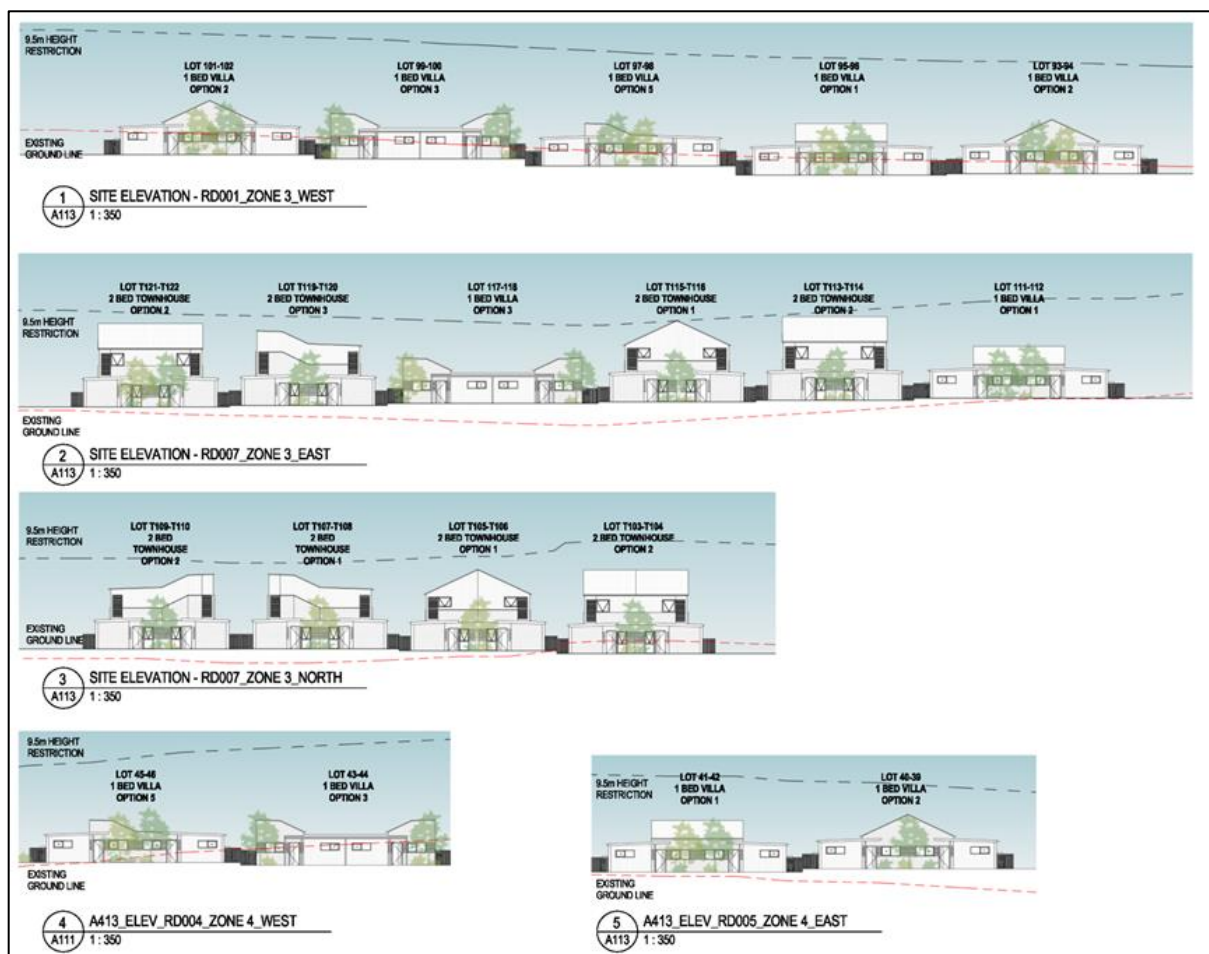 9.5m HEIGHT
RESTRICTION
LOT 101-102
1 BED VILLA
OPTION 2
LOT 99-100
1 BED VILLA
OPTION 3
LOT 97-98
1 BED VILLA
OPTION 5
LOT 95-96
1 BED VILLA
OPTION 1
LOT 93-94
1 BED VILLA
OPTION 2
EXISTING
GROUND LINE
1
A113
SITE ELEVATION - RD001_ZONE 3_WEST
1 : 350
LOT T121-T122
2 BED TOWNHOUSE
OPTION 2
LOT T119-T120
2 BED TOWNHOUSE
OPTION 3
LOT 117-118
1 BED VILLA
OPTION 3
LOT T115-T116
2 BED TOWNHOUSE
OPTION 1
LOT T113-T114
2 BED TOWNHOUSE
OPTION 2
LOT 111-112
1 BED VILLA
OPTION 1
9.5m HEIGHT
RESTRICTION
EXISTING
GROUND LINE
2
A113
SITE ELEVATION - RD007_ZONE 3_EAST
1 : 350
9.5m HEIGHT
RESTRICTION
LOT T109-T110
2 BED
TOWNHOUSE
OPTION 2
LOT T107-T108
2 BED
TOWNHOUSE
OPTION 1
LOT T105-T106
2 BED TOWNHOUSE
OPTION 1
LOT T103-T104
2 BED TOWNHOUSE
OPTION 2
EXISTING
GROUND LINE
3
A113
SITE ELEVATION - RD007_ZONE 3_NORTH
1 : 350
9.5m HEIGHT
RESTRICTION
LOT 45-46
1 BED VILLA
OPTION 5
LOT 43-44
1 BED VILLA
OPTION 3
EXISTING
GROUND LINE
4
A111
A413_ELEV_RD004_ZONE 4_WEST
1 : 350
9.5m HEIGHT
RESTRICTION
LOT 41-42
1 BED VILLA
OPTION 1
LOT 40-39
1 BED VILLA
OPTION 2
EXISTING
GROUND LINE
5
A113
A413_ELEV_RD005_ZONE 4_EAST
1 : 350